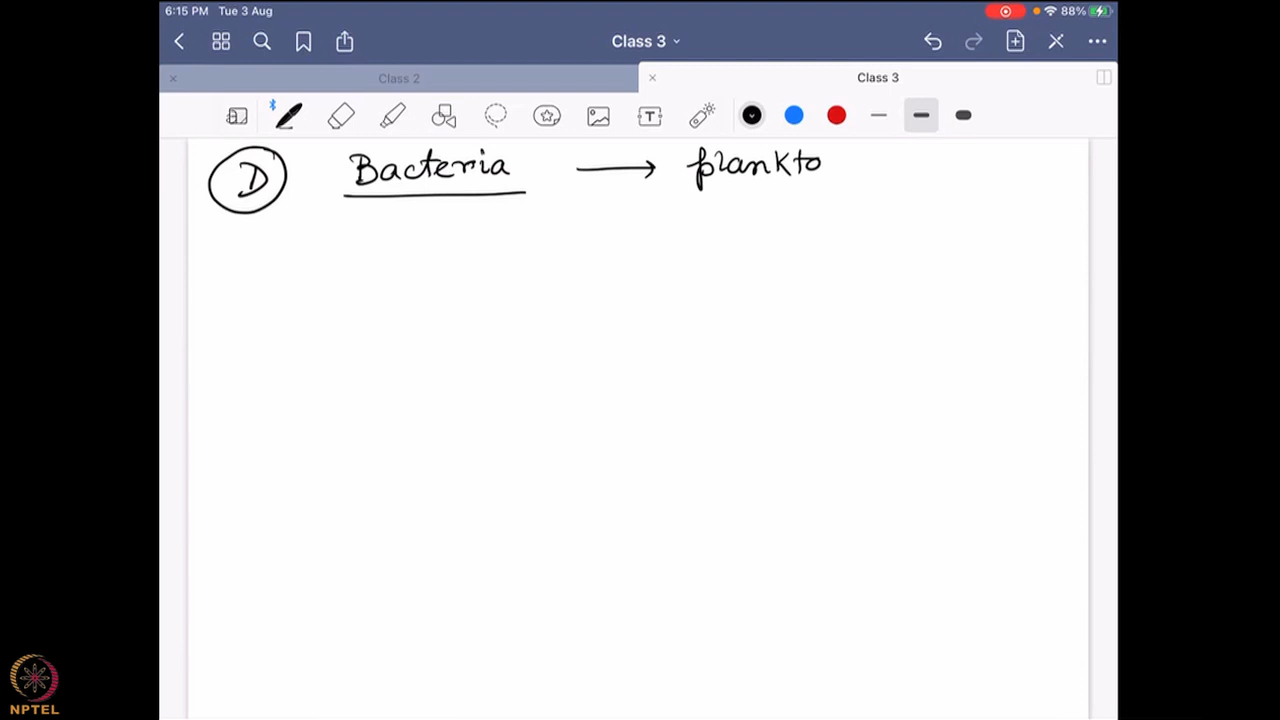 6:15 PM Tue 3 Aug 88%
Class 3
Class 2 Class 3
T
D Bacteria → plankto
NPTEL